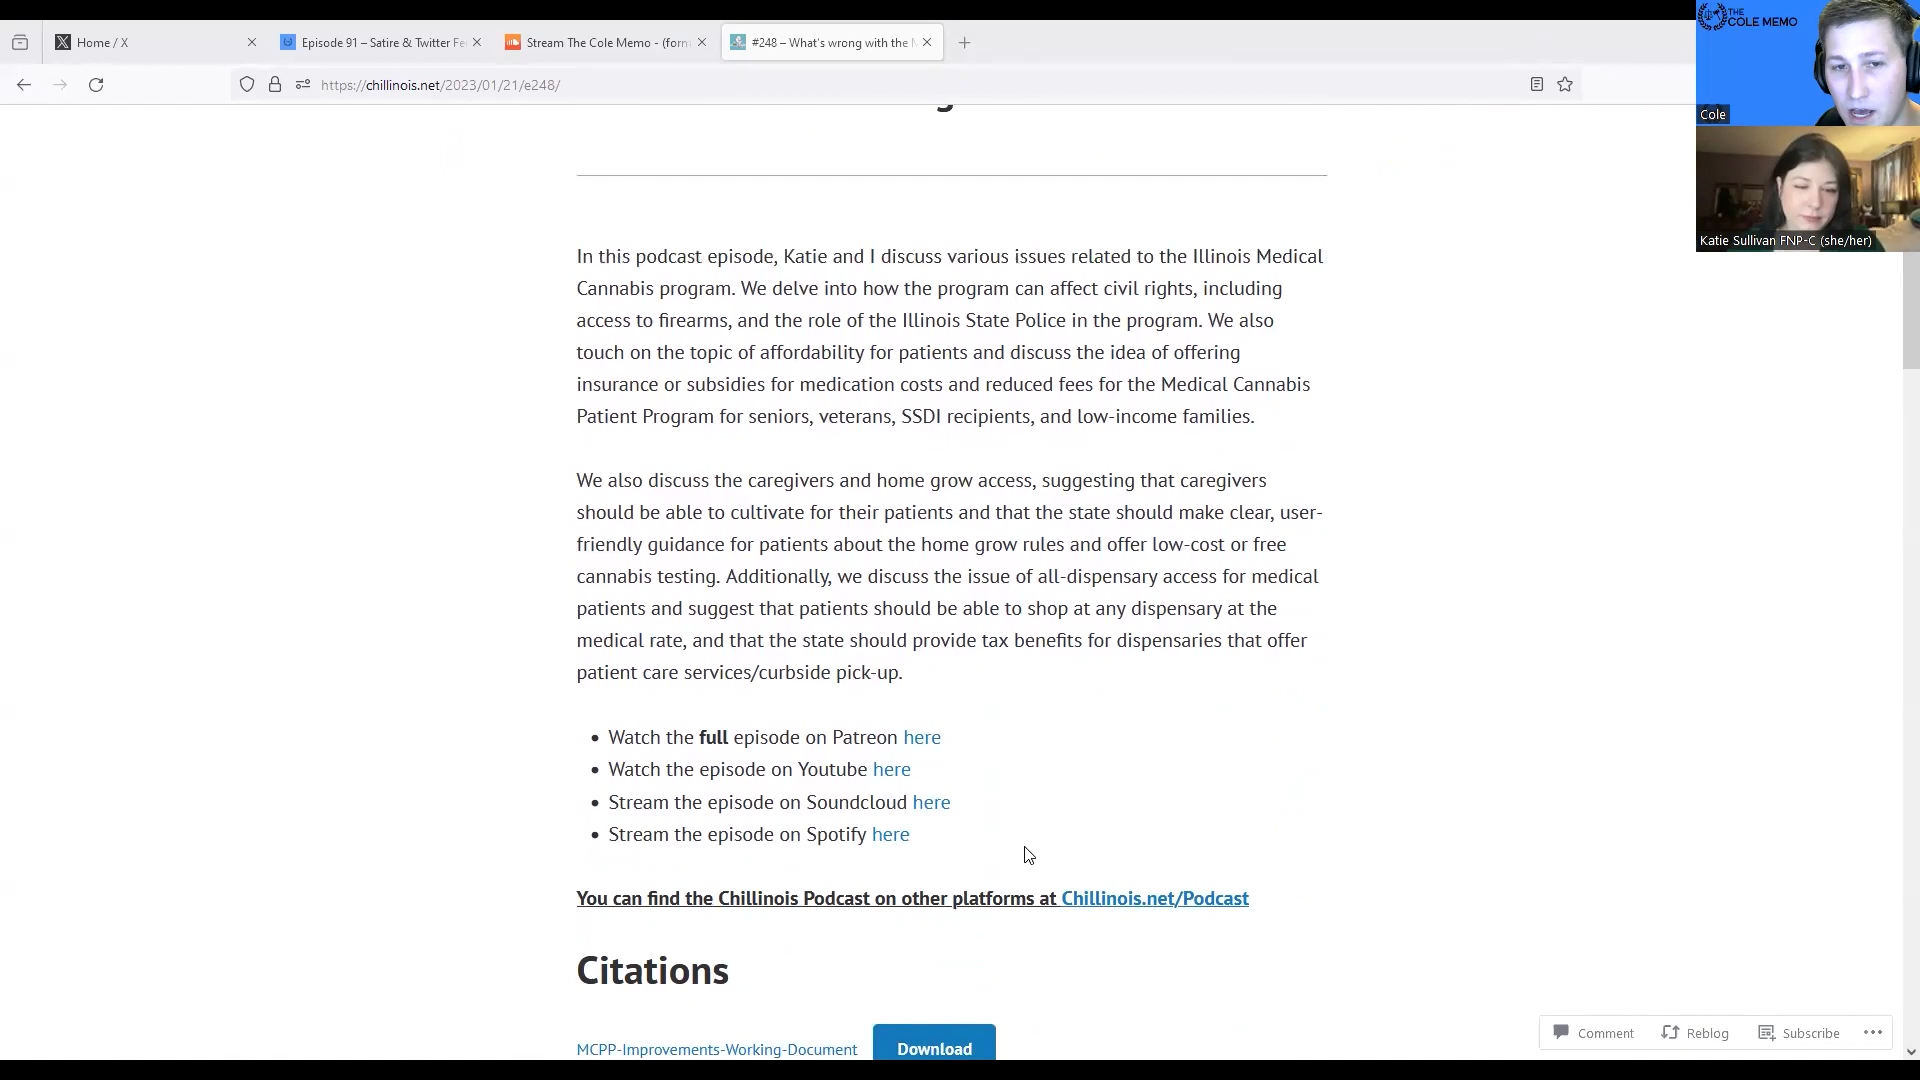 Home / X
Episode 91 – Satire & Twitter Fe
Stream The Cole Memo - (form
#248 – What's wrong with the M
https://chillinois.net/2023/01/21/e248/
THE
COLE MEMO
Cole
Katie Sullivan FNP-C (she/her)
In this podcast episode, Katie and I discuss various issues related to the Illinois Medical
Cannabis program. We delve into how the program can affect civil rights, including
access to firearms, and the role of the Illinois State Police in the program. We also
touch on the topic of affordability for patients and discuss the idea of offering
insurance or subsidies for medication costs and reduced fees for the Medical Cannabis
Patient Program for seniors, veterans, SSDI recipients, and low-income families.
We also discuss the caregivers and home grow access, suggesting that caregivers
should be able to cultivate for their patients and that the state should make clear, user-
friendly guidance for patients about the home grow rules and offer low-cost or free
cannabis testing. Additionally, we discuss the issue of all-dispensary access for medical
patients and suggest that patients should be able to shop at any dispensary at the
medical rate, and that the state should provide tax benefits for dispensaries that offer
patient care services/curbside pick-up.
• Watch the full episode on Patreon here
• Watch the episode on Youtube here
• Stream the episode on Soundcloud here
• Stream the episode on Spotify here
You can find the Chillinois Podcast on other platforms at Chillinois.net/Podcast
Citations
MCPP-Improvements-Working-Document
Download
Comment
Reblog
Subscribe